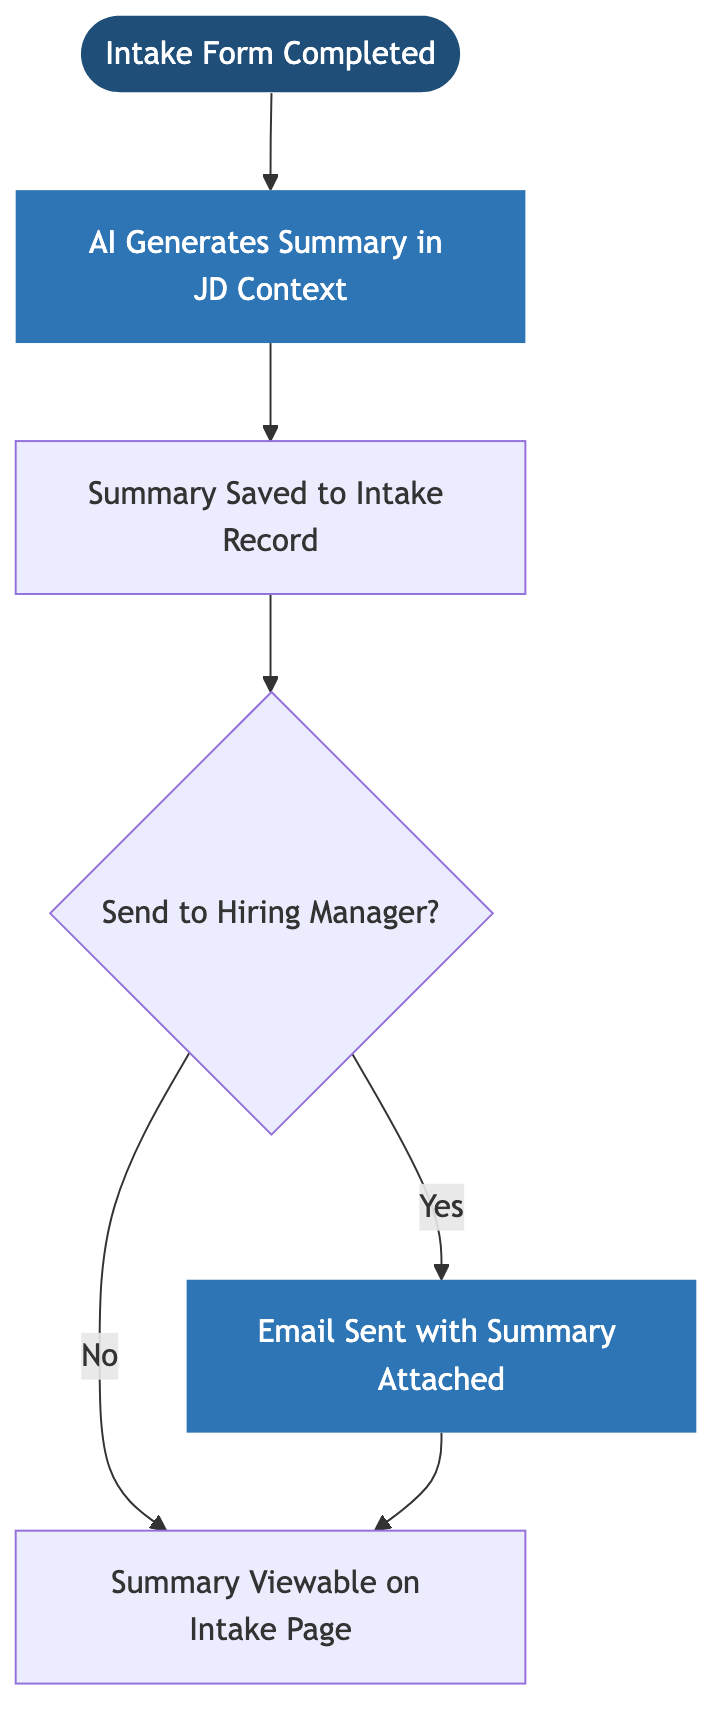 Intake Form Completed
AI Generates Summary in
JD Context
Summary Saved to Intake
Record
Send to Hiring Manager?
Yes
Email Sent with Summary
Attached
No
Summary Viewable on
Intake Page